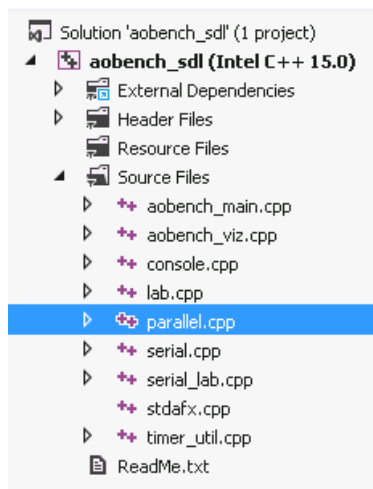 Solution 'aobench_sdl' (1 project)
aobench_sdl (Intel C++ 15.0)
External Dependencies
Header Files
Resource Files
Source Files
aobench_main.cpp
aobench_viz.cpp
console.cpp
lab.cpp
parallel.cpp
serial.cpp
serial_lab.cpp
stdafx.cpp
timer_util.cpp
ReadMe.txt